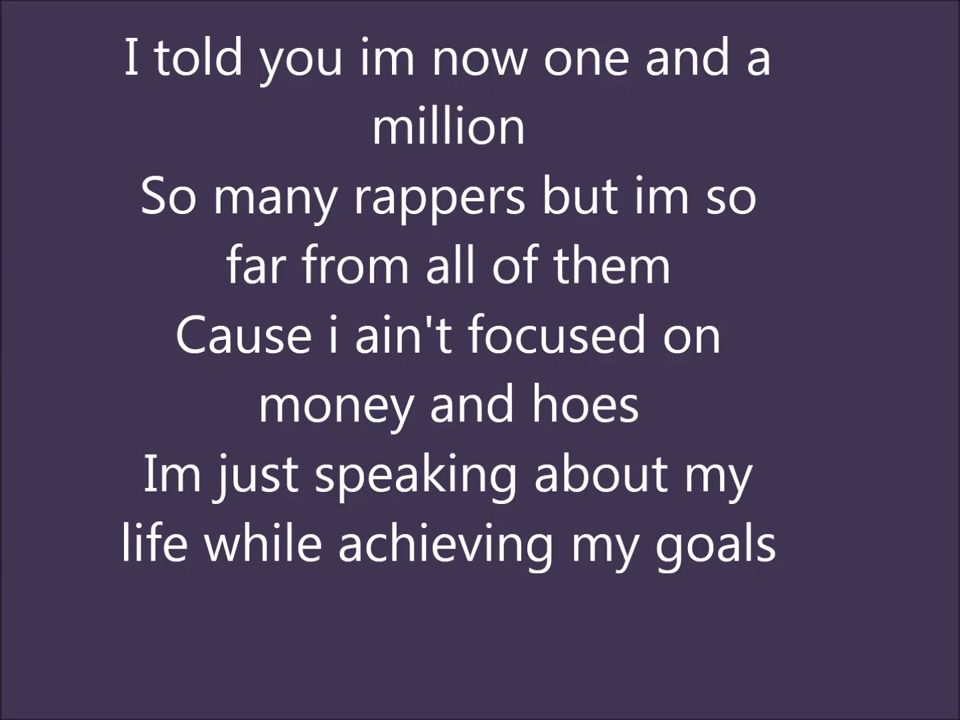 I told you im now one and a
million
So many rappers but im so
far from all of them
Cause i ain't focused on
money and hoes
Im just speaking about my
life while achieving my goals